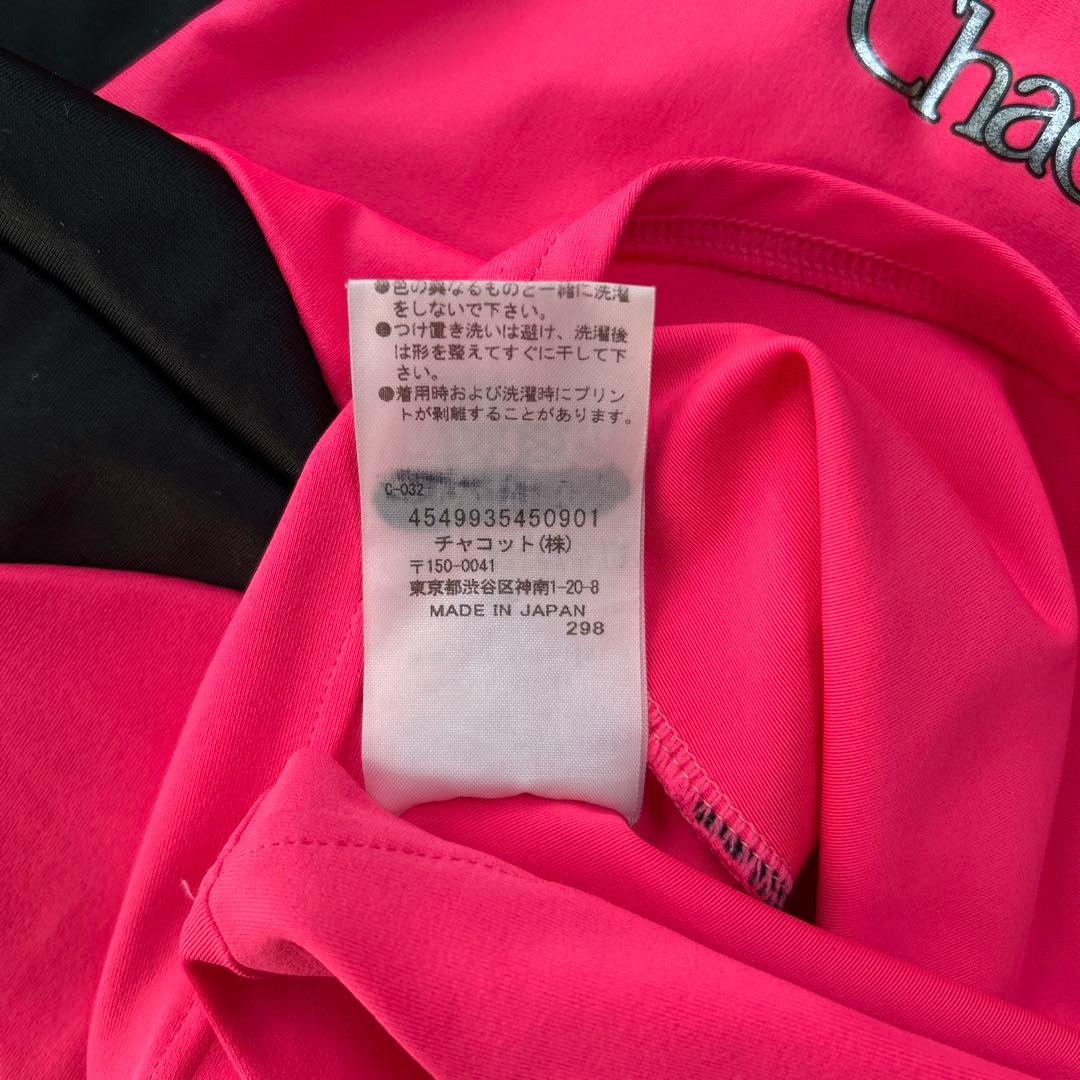 Chac
●色の異なるものと一緒に洗濯
をしないで下さい。
●つけ置き洗いは避け、洗濯後
は形を整えてすぐに干して下
さい。
●着用時および洗濯時にプリン
トが剥離することがあります。
C-032
4549935450901
チャコット(株)
〒150-0041
東京都渋谷区神南1-20-8
MADE IN JAPAN
298